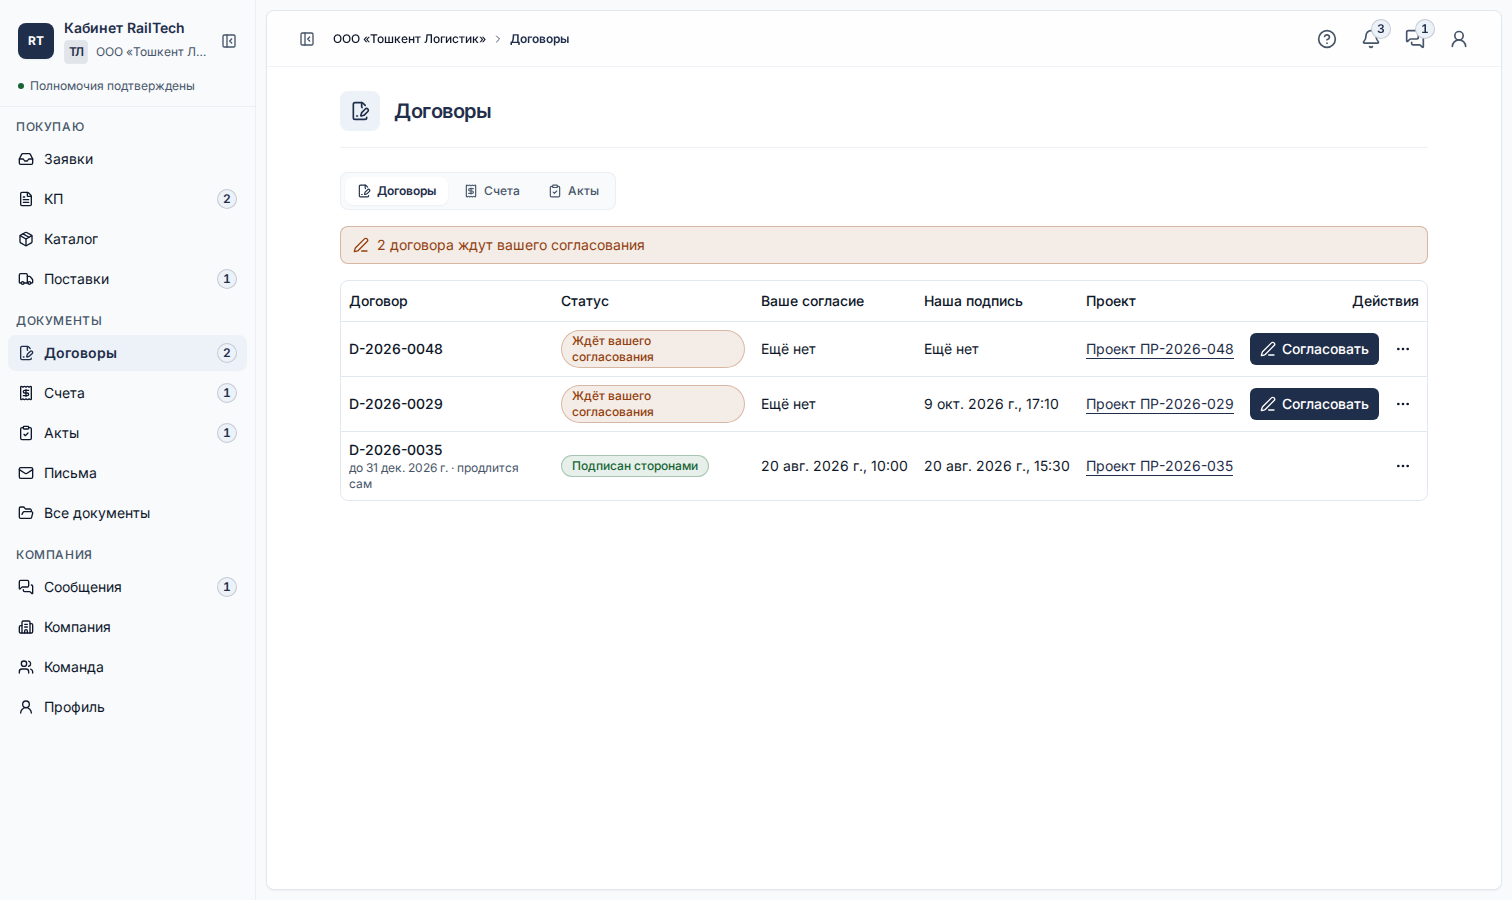 RT
Кабинет RailTech
ТЛ ООО «Тошкент Л...
Полномочия подтверждены
ПОКУПАЮ
Заявки
КП 2
Каталог
Поставки 1
ДОКУМЕНТЫ
Договоры 2
Счета 1
Акты 1
Письма
Все документы
КОМПАНИЯ
Сообщения 1
Компания
Команда
Профиль
ООО «Тошкент Логистик» > Договоры
3
1
Договоры
Договоры Счета Акты
2 договора ждут вашего согласования
Договор Статус Ваше согласие Наша подпись Проект Действия
D-2026-0048 Ждёт вашего согласования Ещё нет Ещё нет Проект ПР-2026-048 Согласовать
D-2026-0029 Ждёт вашего согласования Ещё нет 9 окт. 2026 г., 17:10 Проект ПР-2026-029 Согласовать
D-2026-0035
до 31 дек. 2026 г. · продлится
сам
Подписан сторонами 20 авг. 2026 г., 10:00 20 авг. 2026 г., 15:30 Проект ПР-2026-035